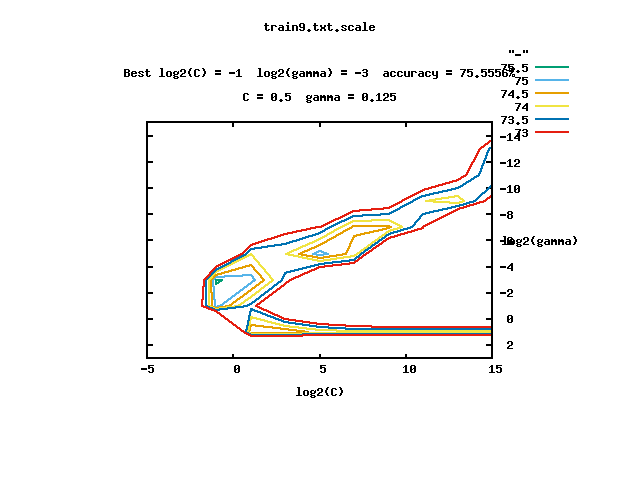 train9.txt.scale
"-"
Best log2(C) = -1  log2(gamma) = -3  accuracy = 75.5556%
75.5
75
C = 0.5  gamma = 0.125
74.5
74
73.5
73
-14
-12
-10
-8
-6
log2(gamma)
-4
-2
0
2
-5 0 5 10 15
log2(C)